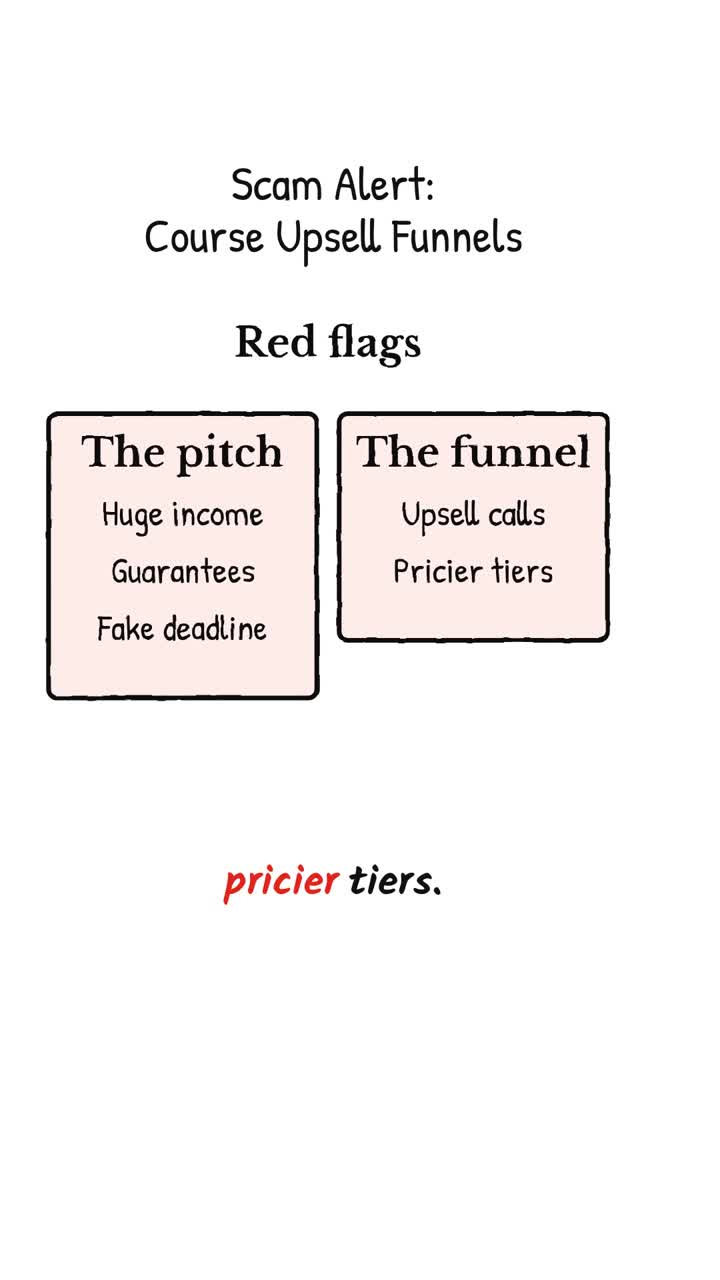 Scam Alert:
Course Upsell Funnels
Red flags
The pitch
Huge income
Guarantees
Fake deadline
The funnel
Upsell calls
Pricier tiers
pricier tiers.